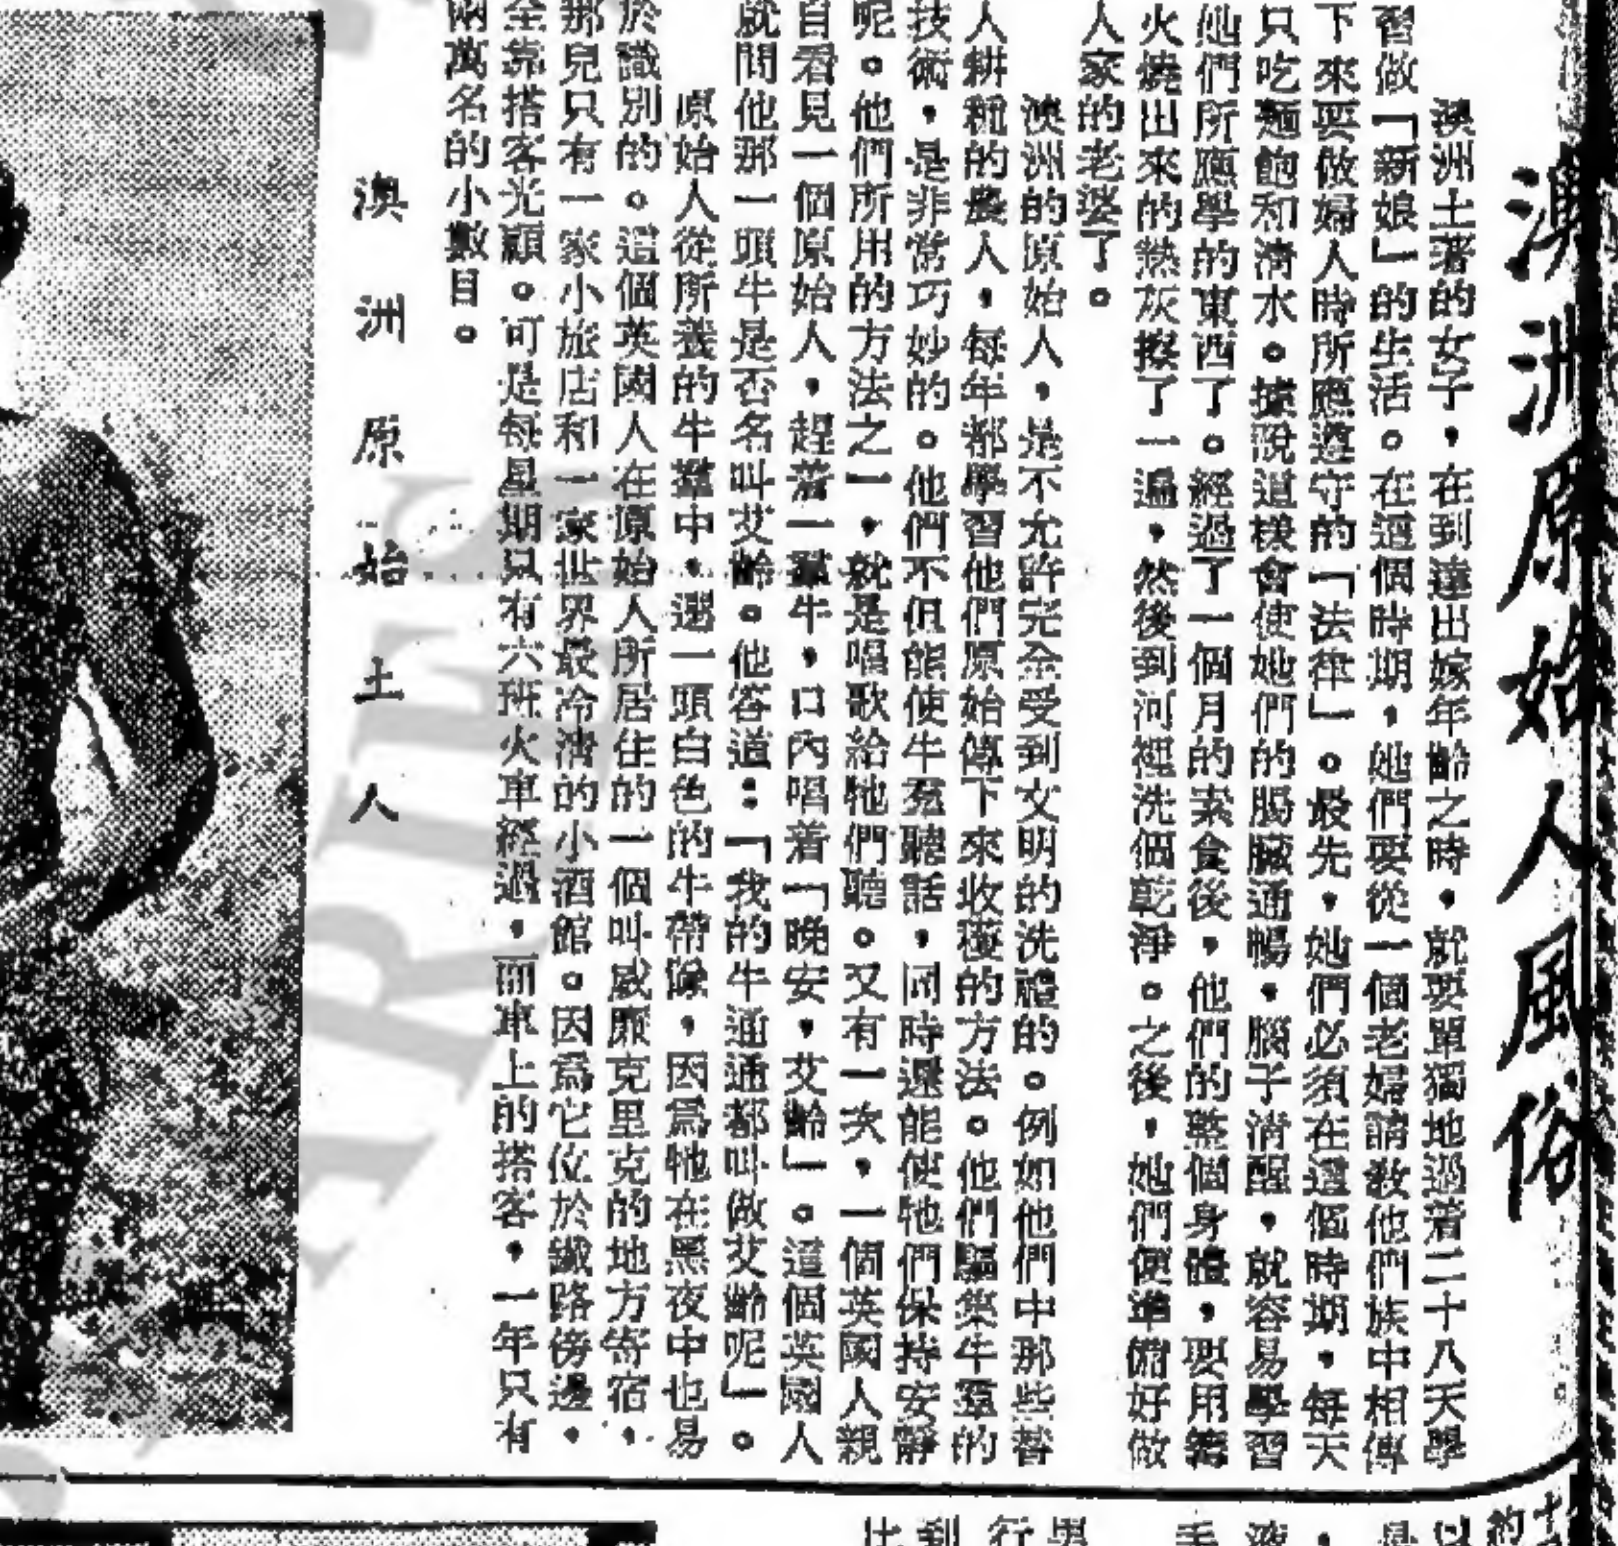 澳洲原始人風俗
澳洲土著的女子，在到達出嫁年齡之時，就要單獨地過着二十八天學
習做「新娘」的生活。在這個時期，她們要從一個老婦請教他們族中相傳
下來要做婦人時所應遵守的「法律」。最先，她們必須在這個時期，每天
只吃麵飽和清水。據說這樣會使她們的腸臟通暢，腦子清醒，就容易學習
她們所應學的東西了。經過了一個月的素食後，他們的整個身體，要用篝
火燒出來的熱灰擦了一遍，然後到河裡洗個乾淨。之後，她們便準備好做
人家的老婆了。
澳洲的原始人，是不允許完全受到文明的洗禮的。例如他們中那些替
人耕種的農人，每年都學習他們原始傳下來收穫的方法。他們驅集牛羣的
技術，是非常巧妙的。他們不但能使牛羣聽話，同時還能使牠們保持安靜
呢。他們所用的方法之一，就是唱歌給牠們聽。又有一次，一個英國人親
自看見一個原始人，趕着一羣牛，口內唱着「晚安，艾齡」。這個英國人
就問他那一頭牛是否名叫艾齡。他答道：「我的牛通通都叫做艾齡呢」。
原始人從所養的牛羣中，選一頭白色的牛帶隊，因爲牠在黑夜中也易
於識別的。這個英國人在原始人所居住的一個叫威廉克里克的地方寄宿，
那兒只有一家小旅店和一家世界最冷清的小酒館。因爲它位於鐵路傍邊，
全靠搭客光顧。可是每星期只有六班火車經過，而車上的搭客，一年只有
兩萬名的小數目。
澳洲原始土人
ARTES